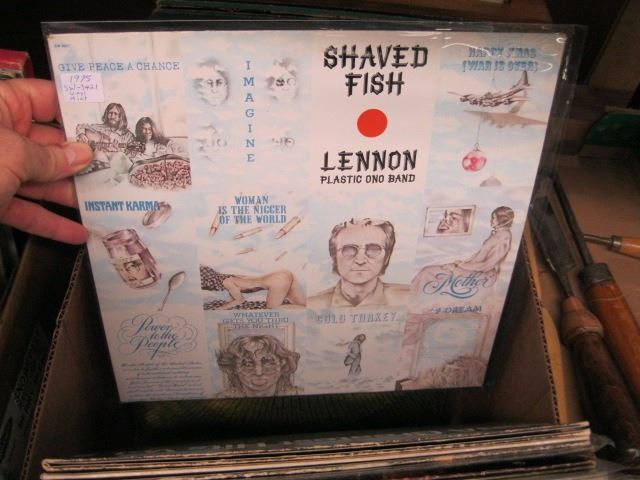 GIVE PEACE A CHANCE
1975
SW-3421
IMAGINE
SHAVED
FISH
LENNON
PLASTIC ONO BAND
HAPPY XMAS
(WAR IS OVER)
INSTANT KARMA
WOMAN
IS THE NIGGER
OF THE WORLD
Mother
Power
to the
People
WHATEVER
GETS YOU THRU
THE NIGHT
COLD TURKEY
#9 DREAM